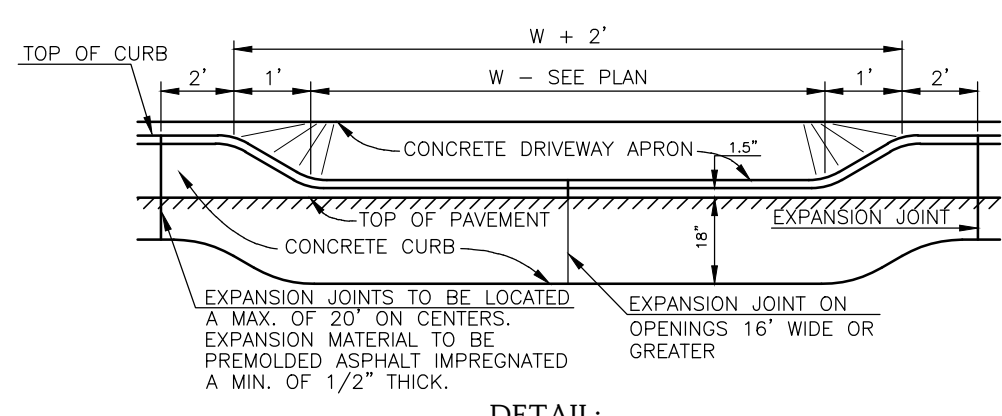 W + 2'
TOP OF CURB
2'
1'
W - SEE PLAN
1'
2'
CONCRETE DRIVEWAY APRON
1.5"
TOP OF PAVEMENT
EXPANSION JOINT
CONCRETE CURB
18"
EXPANSION JOINTS TO BE LOCATED
A MAX. OF 20' ON CENTERS.
EXPANSION MATERIAL TO BE
PREMOLDED ASPHALT IMPREGNATED
A MIN. OF 1/2" THICK.
EXPANSION JOINT ON
OPENINGS 16' WIDE OR
GREATER
DETAIL: